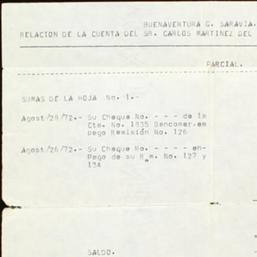 BUENAVENTURA G. SARAVIA.
RELACION DE LA CUENTA DEL SR. CARLOS MARTINEZ DEL
PARCIAL.
SUMAS DE LA HOJA No. 1.-
Agost/28/72.- Su Cheque No. - - - de la
Cta. No. 1835 Bancomer.en
pago Remisión No. 126
Agost/26/72.- Su Cheque No. - - - - en-
Pago de su R m. No. 127 y
134
SALDO.